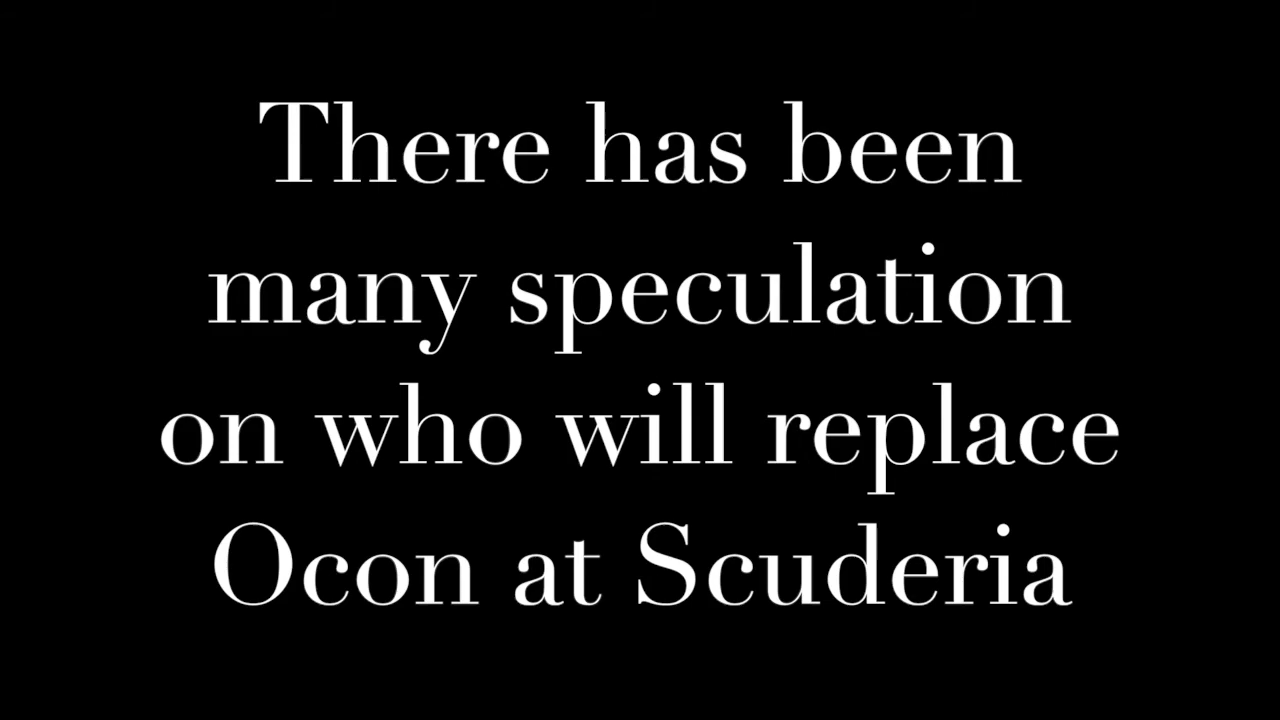 There has been
many speculation
on who will replace
Ocon at Scuderia